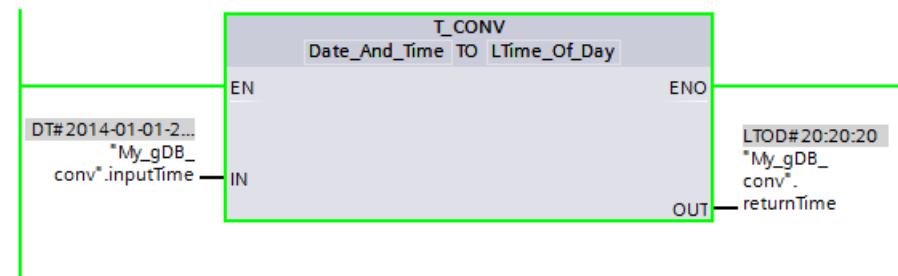 T_CONV
Date_And_Time TO LTime_Of_Day
EN ENO
DT#2014-01-01-2...
"My_gDB_
conv".inputTime
IN
LTOD#20:20:20
"My_gDB_
conv".
returnTime
OUT